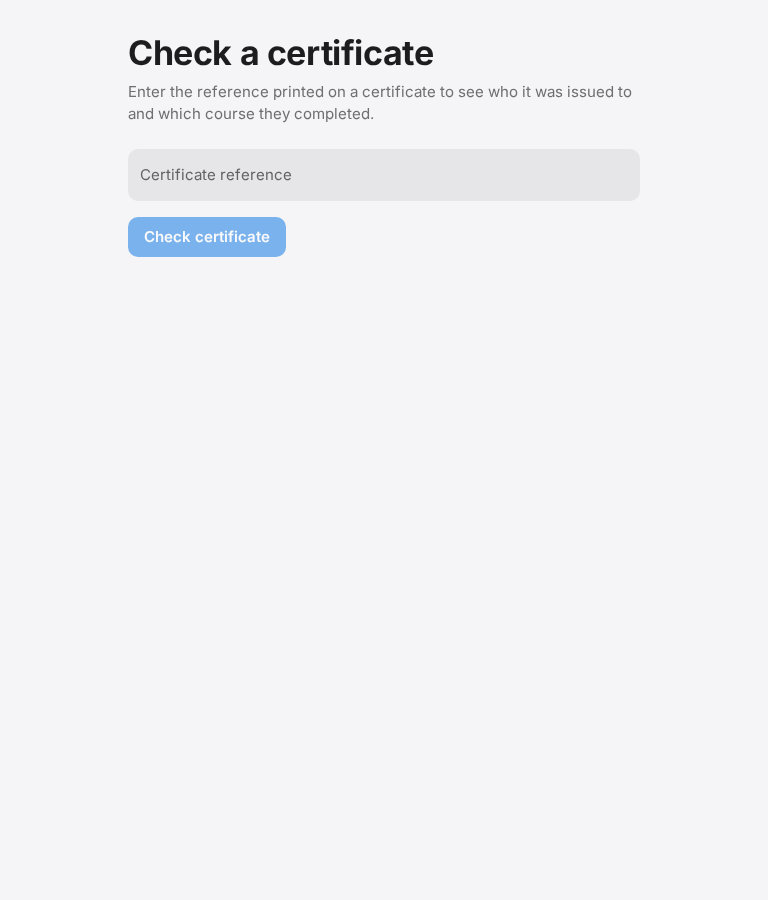 Check a certificate
Enter the reference printed on a certificate to see who it was issued to
and which course they completed.
Certificate reference
Check certificate